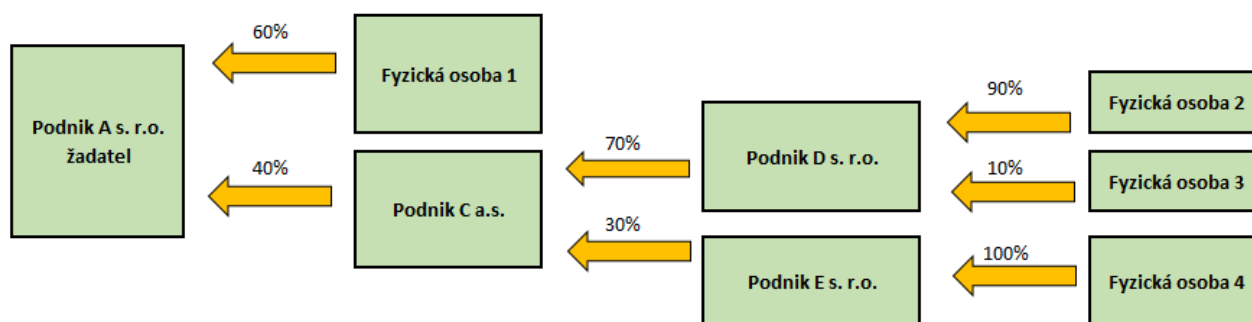 60%
Fyzická osoba 1
90%
Fyzická osoba 2
Podnik A s. r.o.
žadatel
40%
Podnik C a.s.
70%
Podnik D s. r.o.
10%
Fyzická osoba 3
30%
Podnik E s. r.o.
100%
Fyzická osoba 4